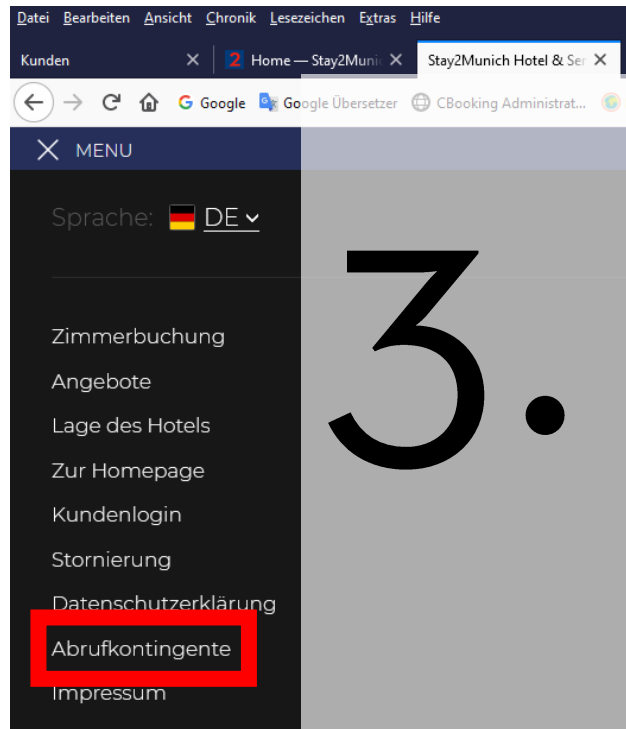 Datei Bearbeiten Ansicht Chronik Lesezeichen Extras Hilfe
Kunden 2 Home — Stay2Munic Stay2Munich Hotel & Ser
Google Google Übersetzer CBooking Administrat...
MENU
Sprache: DE
3.
Zimmerbuchung
Angebote
Lage des Hotels
Zur Homepage
Kundenlogin
Stornierung
Datenschutzerklärung
Abrufkontingente
Impressum